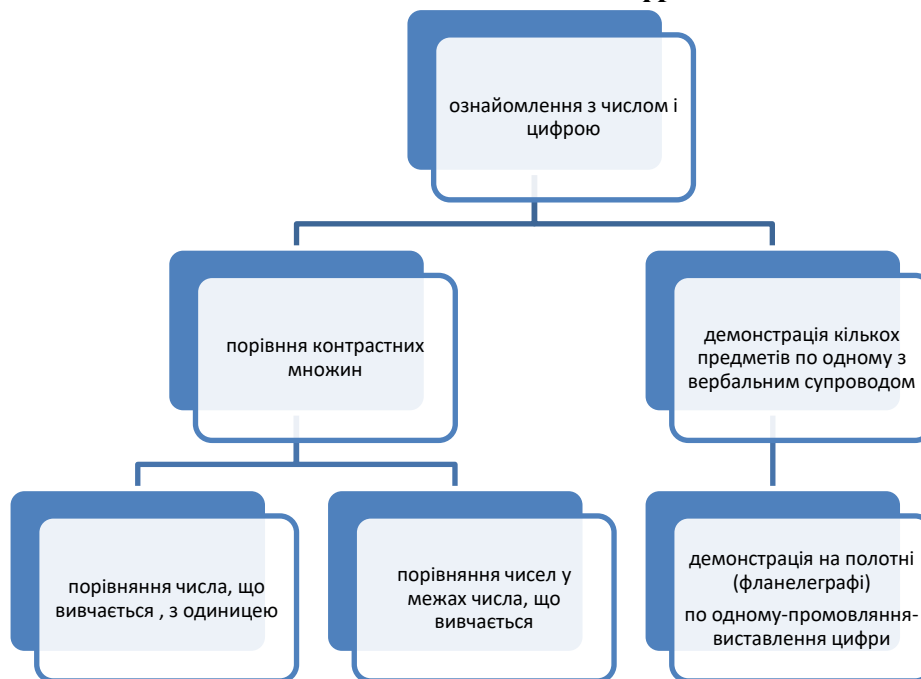 ознайомлення з числом і
цифрою
порівння контрастних
множин
демонстрація кількох
предметів по одному з
вербальним супроводом
порівняння числа, що
вивчається , з одиницею
порівняння чисел у
межах числа, що
вивчається
демонстрація на полотні
(фланелеграфі)
по одному-промовляння-
виставлення цифри